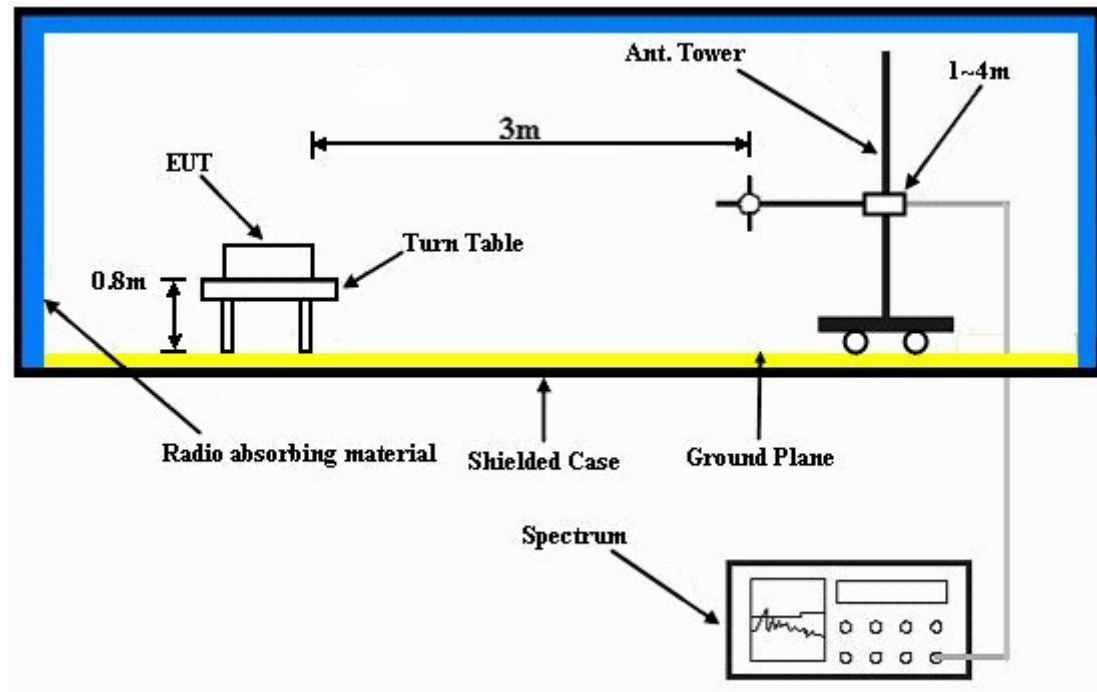 Ant. Tower
1~4m
3m
EUT
Turn Table
0.8m
Radio absorbing material
Shielded Case
Ground Plane
Spectrum